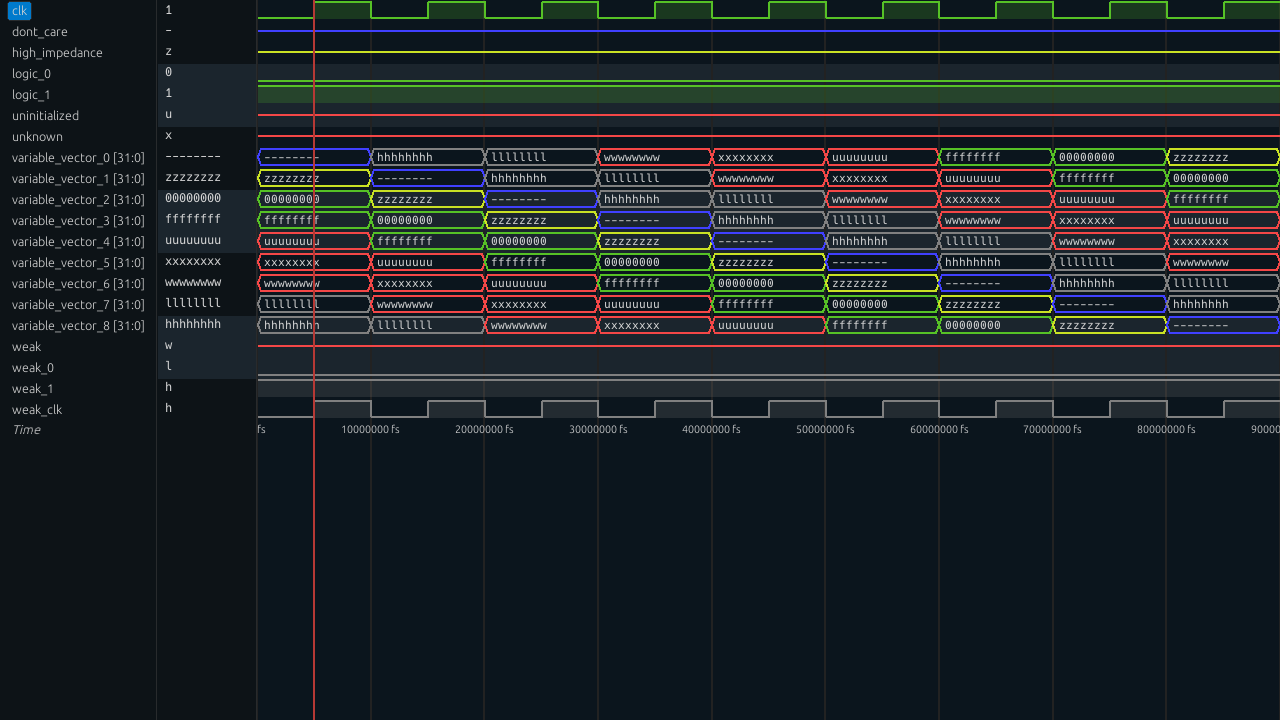 clk 1
dont_care -
high_impedance z
logic_0 0
logic_1 1
uninitialized u
unknown x
variable_vector_0 [31:0] -------- -------- hhhhhhhh llllllll wwwwwwww xxxxxxxx uuuuuuuu ffffffff 00000000 zzzzzzzz
variable_vector_1 [31:0] zzzzzzzz zzzzzzzz -------- hhhhhhhh llllllll wwwwwwww xxxxxxxx uuuuuuuu ffffffff 00000000
variable_vector_2 [31:0] 00000000 00000000 zzzzzzzz -------- hhhhhhhh llllllll wwwwwwww xxxxxxxx uuuuuuuu ffffffff
variable_vector_3 [31:0] ffffffff ffffffff 00000000 zzzzzzzz -------- hhhhhhhh llllllll wwwwwwww xxxxxxxx uuuuuuuu
variable_vector_4 [31:0] uuuuuuuu uuuuuuuu ffffffff 00000000 zzzzzzzz -------- hhhhhhhh llllllll wwwwwwww xxxxxxxx
variable_vector_5 [31:0] xxxxxxxx xxxxxxxx uuuuuuuu ffffffff 00000000 zzzzzzzz -------- hhhhhhhh llllllll wwwwwwww
variable_vector_6 [31:0] wwwwwwww wwwwwwww xxxxxxxx uuuuuuuu ffffffff 00000000 zzzzzzzz -------- hhhhhhhh llllllll
variable_vector_7 [31:0] llllllll llllllll wwwwwwww xxxxxxxx uuuuuuuu ffffffff 00000000 zzzzzzzz -------- hhhhhhhh
variable_vector_8 [31:0] hhhhhhhh hhhhhhhh llllllll wwwwwwww xxxxxxxx uuuuuuuu ffffffff 00000000 zzzzzzzz --------
weak w
weak_0 l
weak_1 h
weak_clk h
Time fs 10000000 fs 20000000 fs 30000000 fs 40000000 fs 50000000 fs 60000000 fs 70000000 fs 80000000 fs 90000